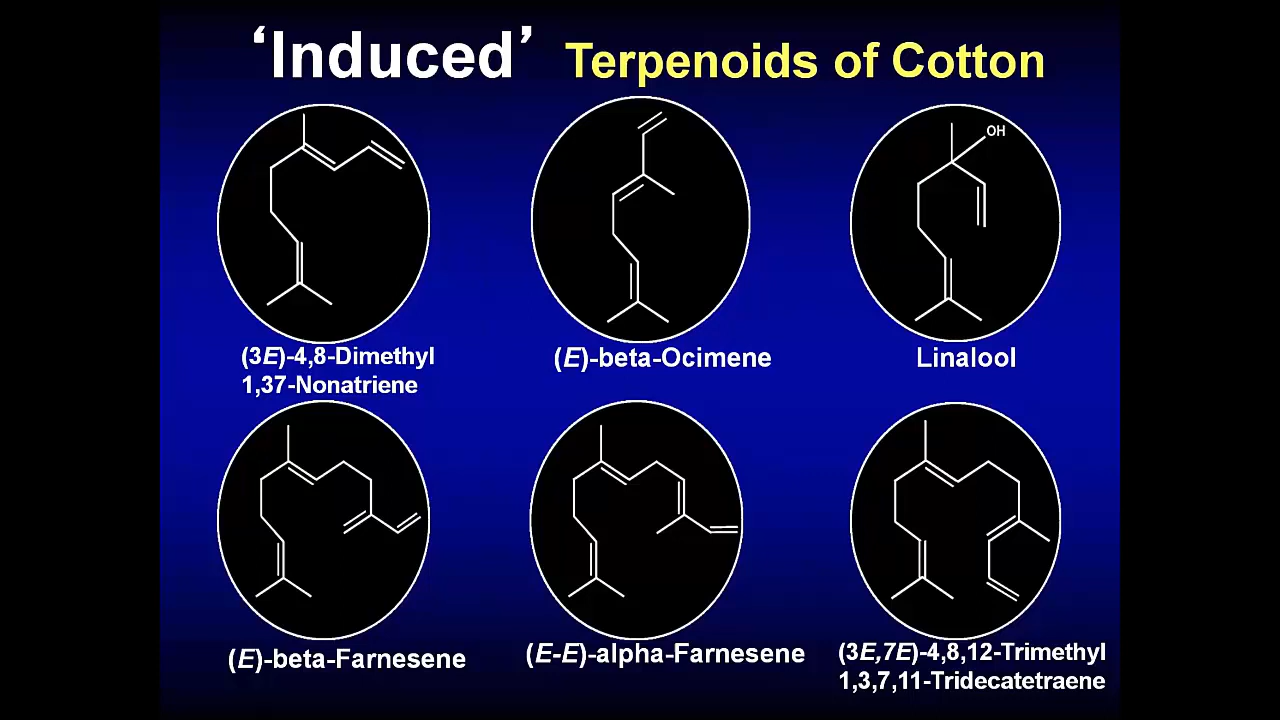 ‘Induced’ Terpenoids of Cotton
OH
(3E)-4,8-Dimethyl
1,37-Nonatriene
(E)-beta-Ocimene
Linalool
(E)-beta-Farnesene
(E-E)-alpha-Farnesene
(3E,7E)-4,8,12-Trimethyl
1,3,7,11-Tridecatetraene